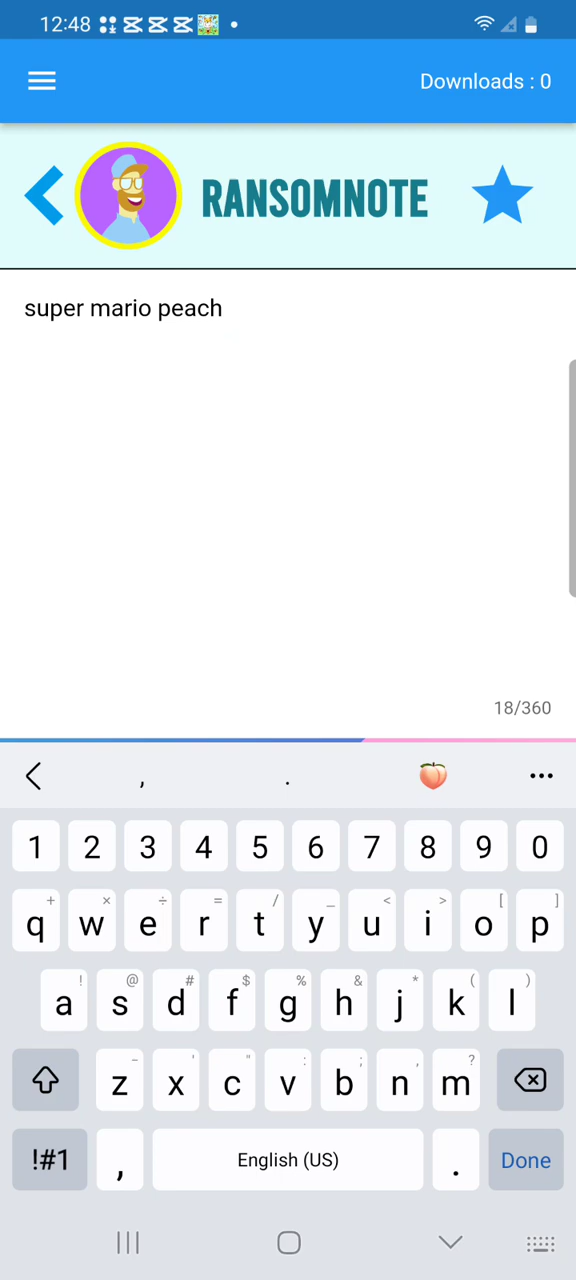 12:48
Downloads : 0
RANSOMNOTE
super mario peach
18/360
, .
1 2 3 4 5 6 7 8 9 0
+ × ÷ = / _ < > [ ]
q w e r t y u i o p
! @ # $ % & * ( )
a s d f g h j k l
- ' " : ; , ?
z x c v b n m
!#1 , English (US) . Done